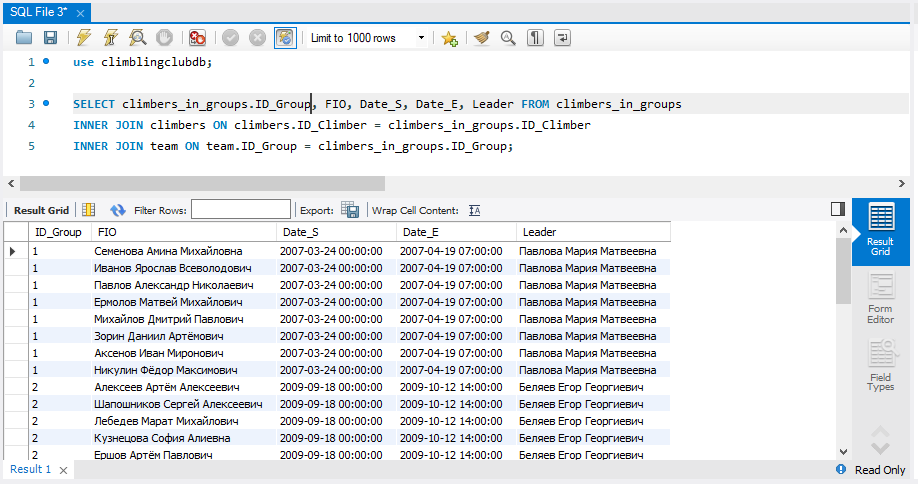 SQL File 3*
Limit to 1000 rows
1 use climblingclubdb;
2
3 SELECT climbers_in_groups.ID_Group, FIO, Date_S, Date_E, Leader FROM climbers_in_groups
4 INNER JOIN climbers ON climbers.ID_Climber = climbers_in_groups.ID_Climber
5 INNER JOIN team ON team.ID_Group = climbers_in_groups.ID_Group;
Result Grid Filter Rows: Export: Wrap Cell Content:
ID_Group FIO Date_S Date_E Leader
1 Семенова Амина Михайловна 2007-03-24 00:00:00 2007-04-19 07:00:00 Павлова Мария Матвеевна
1 Иванов Ярослав Всеволодович 2007-03-24 00:00:00 2007-04-19 07:00:00 Павлова Мария Матвеевна
1 Павлов Александр Николаевич 2007-03-24 00:00:00 2007-04-19 07:00:00 Павлова Мария Матвеевна
1 Ермолов Матвей Михайлович 2007-03-24 00:00:00 2007-04-19 07:00:00 Павлова Мария Матвеевна
1 Михайлов Дмитрий Павлович 2007-03-24 00:00:00 2007-04-19 07:00:00 Павлова Мария Матвеевна
1 Зорин Даниил Артёмович 2007-03-24 00:00:00 2007-04-19 07:00:00 Павлова Мария Матвеевна
1 Аксенов Иван Миронович 2007-03-24 00:00:00 2007-04-19 07:00:00 Павлова Мария Матвеевна
1 Никулин Фёдор Максимович 2007-03-24 00:00:00 2007-04-19 07:00:00 Павлова Мария Матвеевна
2 Алексеев Артём Алексеевич 2009-09-18 00:00:00 2009-10-12 14:00:00 Беляев Егор Георгиевич
2 Шапошников Сергей Алексеевич 2009-09-18 00:00:00 2009-10-12 14:00:00 Беляев Егор Георгиевич
2 Лебедев Марат Михайлович 2009-09-18 00:00:00 2009-10-12 14:00:00 Беляев Егор Георгиевич
2 Кузнецова София Алиевна 2009-09-18 00:00:00 2009-10-12 14:00:00 Беляев Егор Георгиевич
2 Ершов Артём Павлович 2009-09-18 00:00:00 2009-10-12 14:00:00 Беляев Егор Георгиевич
Result
Grid
Form
Editor
Field
Types
Result 1
Read Only